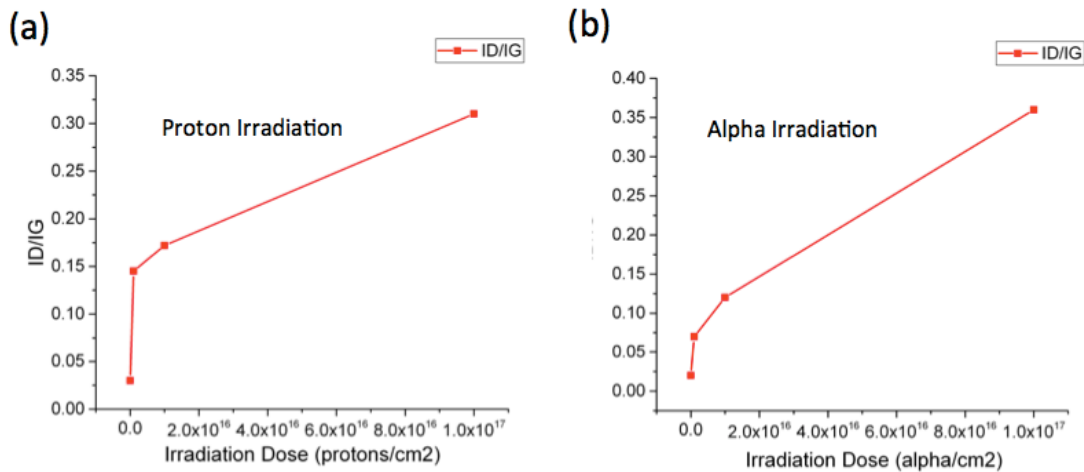 (a)
ID/IG
0.35
Proton Irradiation
0.30
0.25
0.20
ID/IG
0.15
0.10
0.05
0.00
0.0 2.0x10^16 4.0x10^16 6.0x10^16 8.0x10^16 1.0x10^17
Irradiation Dose (protons/cm2)
(b)
ID/IG
0.40
0.35
Alpha Irradiation
0.30
0.25
0.20
0.15
0.10
0.05
0.00
0.0 2.0x10^16 4.0x10^16 6.0x10^16 8.0x10^16 1.0x10^17
Irradiation Dose (alpha/cm2)